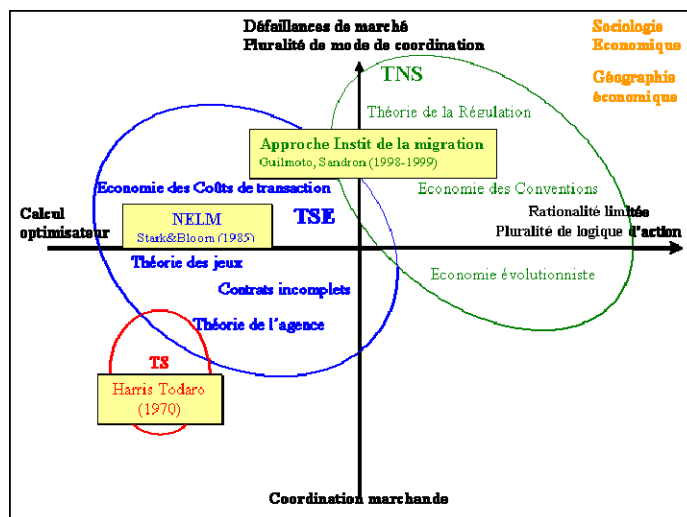 Défaillances de marché
Pluralité de mode de coordination
Sociologie
Economique
Géographie
économique
TNS
Théorie de la Régulation
Approche Instit de la migration
Guilmoto, Sandron (1998-1999)
Economie des Coûts de transaction
Economie des Conventions
Calcul
optimisateur
NELM
Stark&Bloom (1985)
TSE
Rationalité limitée
Pluralité de logique d'action
Théorie des jeux
Economie évolutionniste
Contrats incomplets
Théorie de l'agence
TS
Harris Todaro
(1970)
Coordination marchande